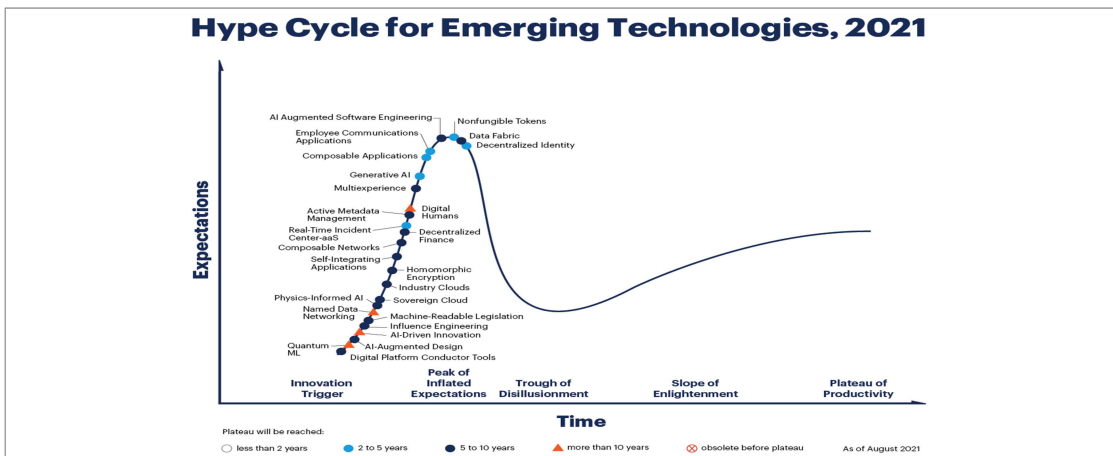 Hype Cycle for Emerging Technologies, 2021
Expectations
AI Augmented Software Engineering
Nonfungible Tokens
Employee Communications
Applications
Data Fabric
Decentralized Identity
Composable Applications
Generative AI
Multiexperience
Active Metadata
Management
Digital
Humans
Real-Time Incident
Center-aaS
Decentralized
Finance
Composable Networks
Self-Integrating
Applications
Homomorphic
Encryption
Industry Clouds
Physics-Informed AI
Sovereign Cloud
Named Data
Networking
Machine-Readable Legislation
Influence Engineering
AI-Driven Innovation
Quantum
ML
AI-Augmented Design
Digital Platform Conductor Tools
Innovation
Trigger
Peak of
Inflated
Expectations
Trough of
Disillusionment
Slope of
Enlightenment
Plateau of
Productivity
Time
Plateau will be reached:
less than 2 years
2 to 5 years
5 to 10 years
more than 10 years
obsolete before plateau
As of August 2021